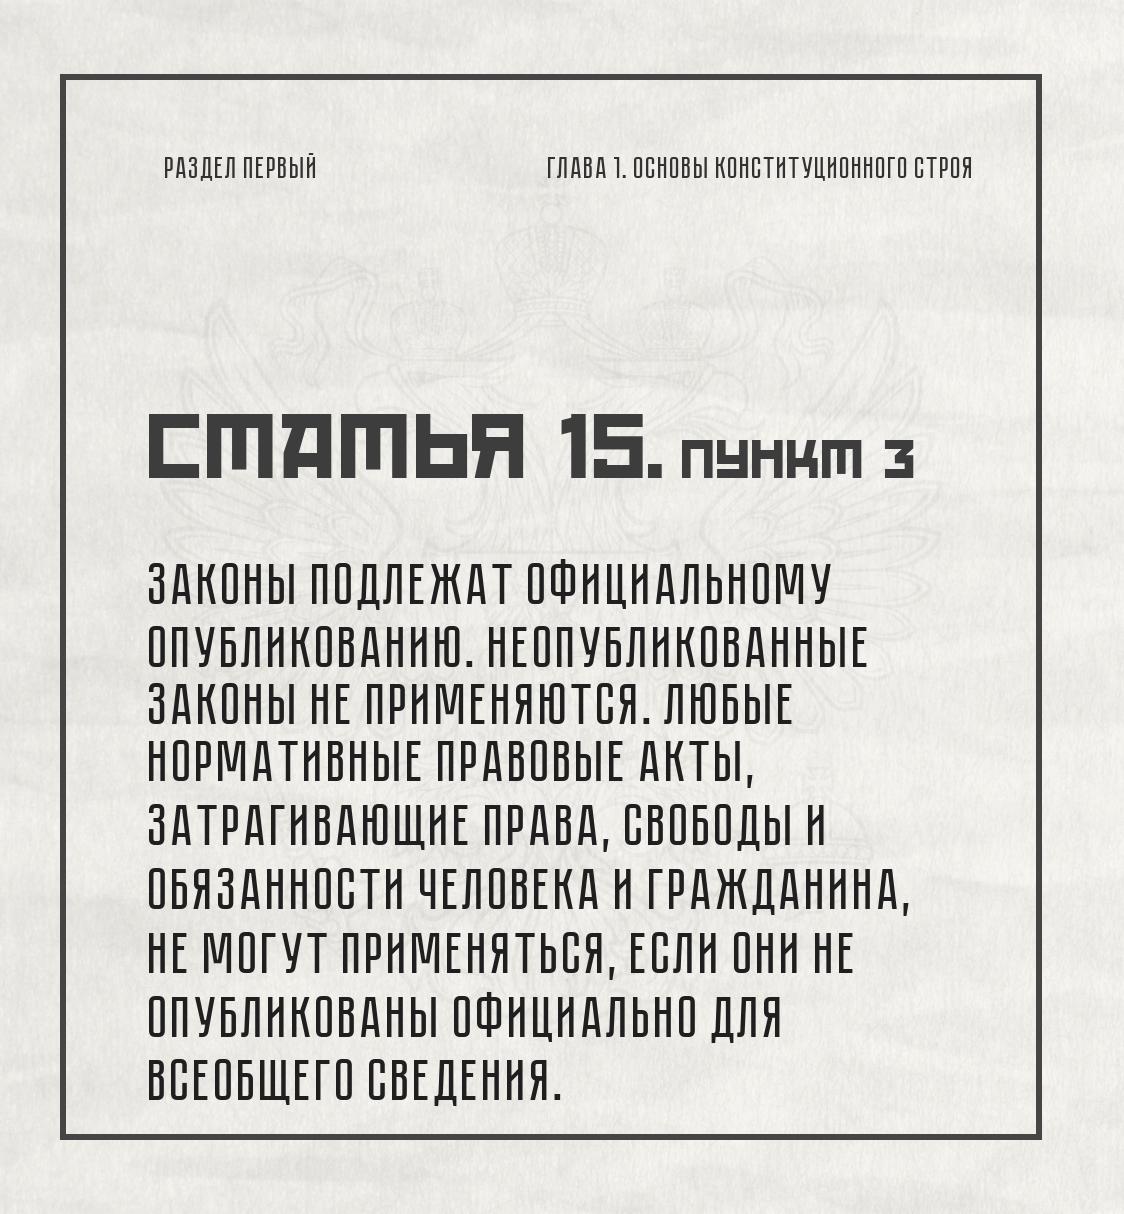 РАЗДЕЛ ПЕРВЫЙ
ГЛАВА 1. ОСНОВЫ КОНСТИТУЦИОННОГО СТРОЯ
СТАТЬЯ 15. ПУНКТ 3
ЗАКОНЫ ПОДЛЕЖАТ ОФИЦИАЛЬНОМУ
ОПУБЛИКОВАНИЮ. НЕОПУБЛИКОВАННЫЕ
ЗАКОНЫ НЕ ПРИМЕНЯЮТСЯ. ЛЮБЫЕ
НОРМАТИВНЫЕ ПРАВОВЫЕ АКТЫ,
ЗАТРАГИВАЮЩИЕ ПРАВА, СВОБОДЫ И
ОБЯЗАННОСТИ ЧЕЛОВЕКА И ГРАЖДАНИНА,
НЕ МОГУТ ПРИМЕНЯТЬСЯ, ЕСЛИ ОНИ НЕ
ОПУБЛИКОВАНЫ ОФИЦИАЛЬНО ДЛЯ
ВСЕОБЩЕГО СВЕДЕНИЯ.